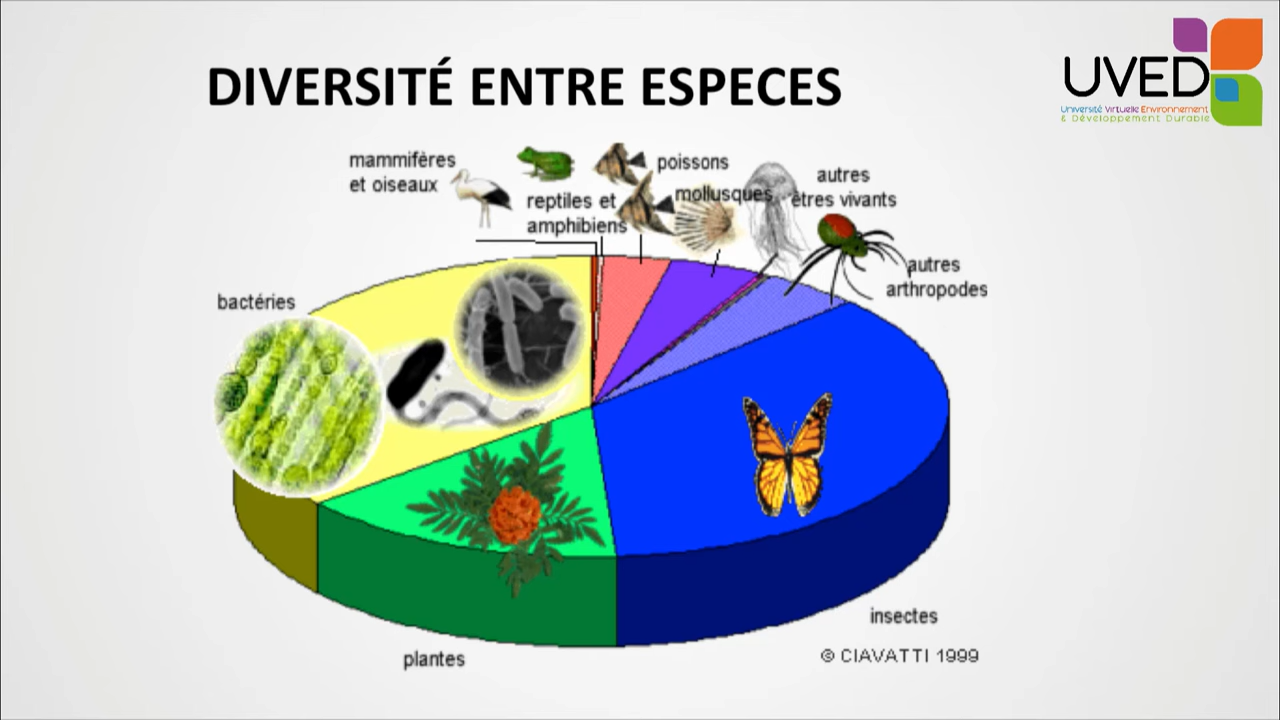 DIVERSITÉ ENTRE ESPECES
UVED
Université Virtuelle Environnement
& Développement Durable
mammifères
et oiseaux
reptiles et
amphibiens
poissons
mollusques
autres
êtres vivants
autres
arthropodes
bactéries
insectes
plantes
© CIAVATTI 1999